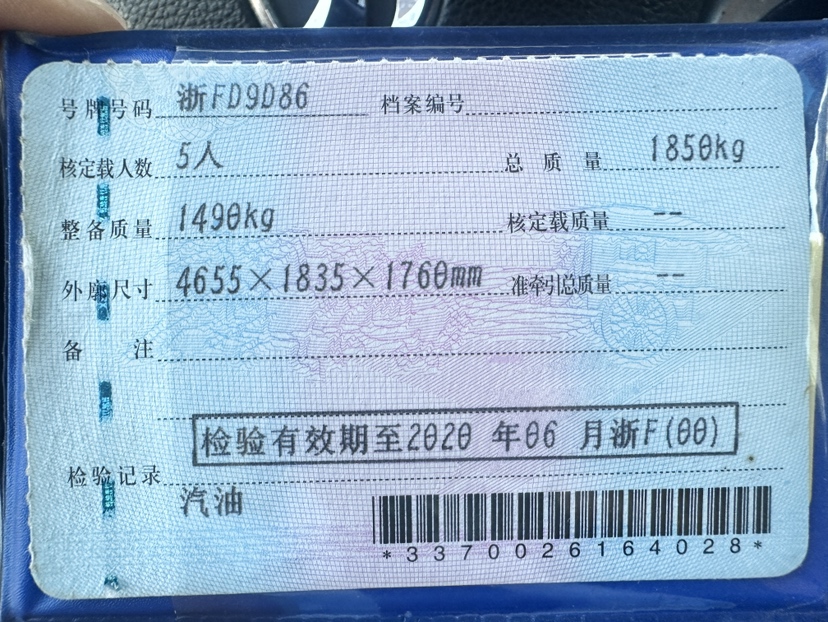 号牌号码 浙FD9D86 档案编号
核定载人数 5人 总质量 1850kg
整备质量 1490kg 核定载质量 --
外廓尺寸 4655×1835×1760mm 准牵引总质量 --
备注
检验有效期至2020 年06 月浙F(00)
检验记录
汽油
*3370026164028*